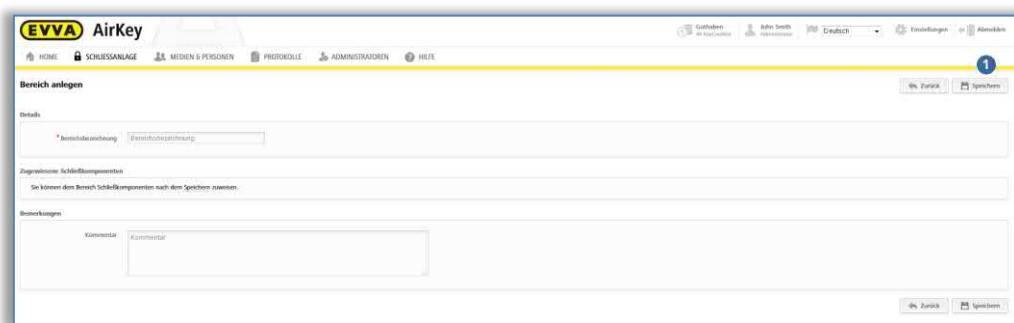 EVVA AirKey
Guthaben
John Smith
Administrator
Deutsch
Einstellungen
Abmelden
HOME SCHLIESSANLAGE MEDIEN & PERSONEN PROTOKOLLE ADMINISTRATOREN HILFE
1
Bereich anlegen
Zurück Speichern
Details
* Bereichsbezeichnung Bereichsbezeichnung
Zugewiesene Schließkomponenten
Sie können dem Bereich Schließkomponenten nach dem Speichern zuweisen.
Bemerkungen
Kommentar Kommentar
Zurück Speichern